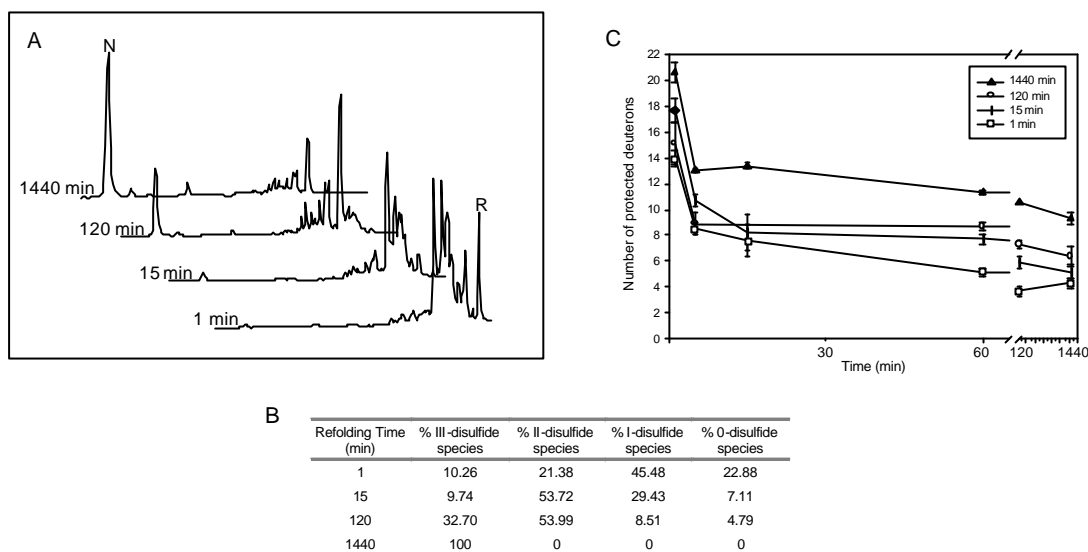 A
N
1440 min
120 min
15 min
1 min
R
C
Number of protected deuterons
22
20
18
16
14
12
10
8
6
4
2
0
1440 min
120 min
15 min
1 min
30 60 120 1440
Time (min)
B
Refolding Time (min) % III-disulfide species % II-disulfide species % I-disulfide species % 0-disulfide species
1 10.26 21.38 45.48 22.88
15 9.74 53.72 29.43 7.11
120 32.70 53.99 8.51 4.79
1440 100 0 0 0